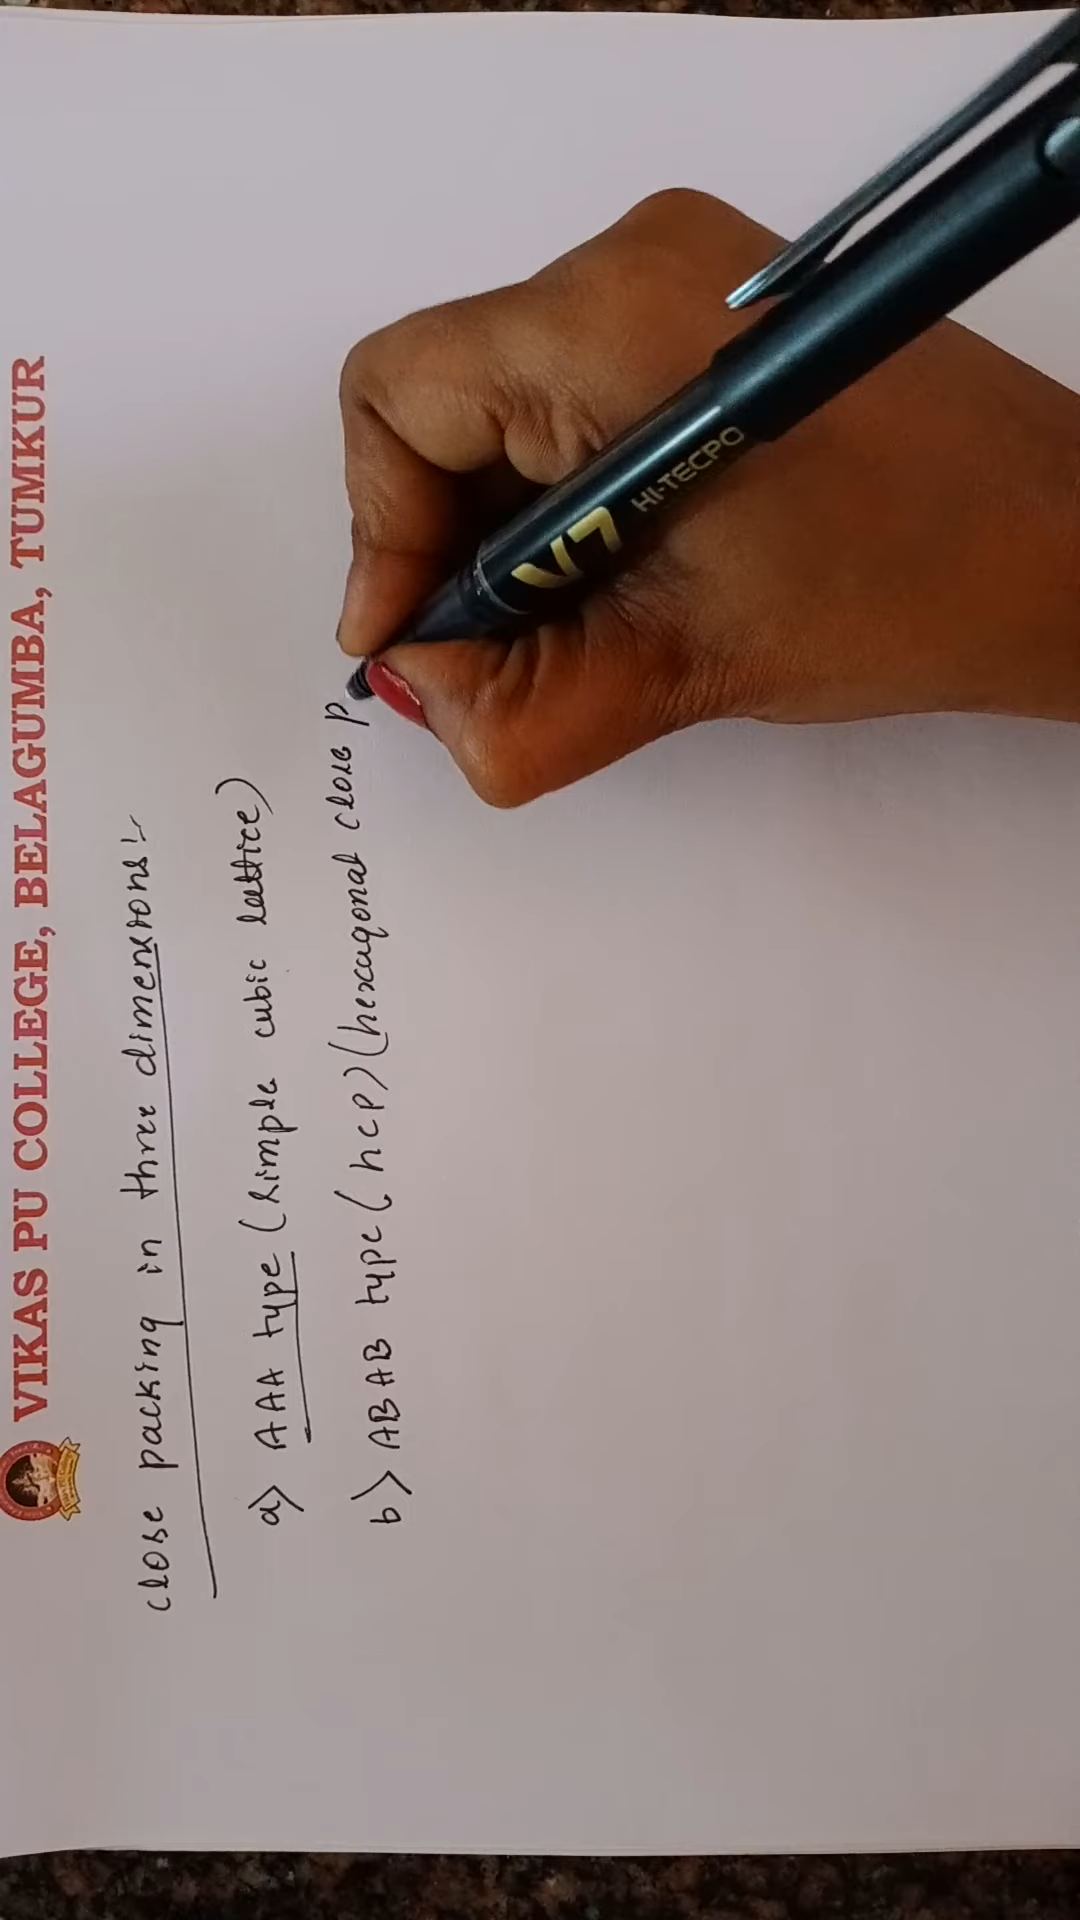 VIKAS PU COLLEGE, BELAGUMBA, TUMKUR
close packing in three dimensions:-
a) AAA type (simple cubic lattice)
b) ABAB type (hcp) (hexagonal close p
V7 HI-TECPO